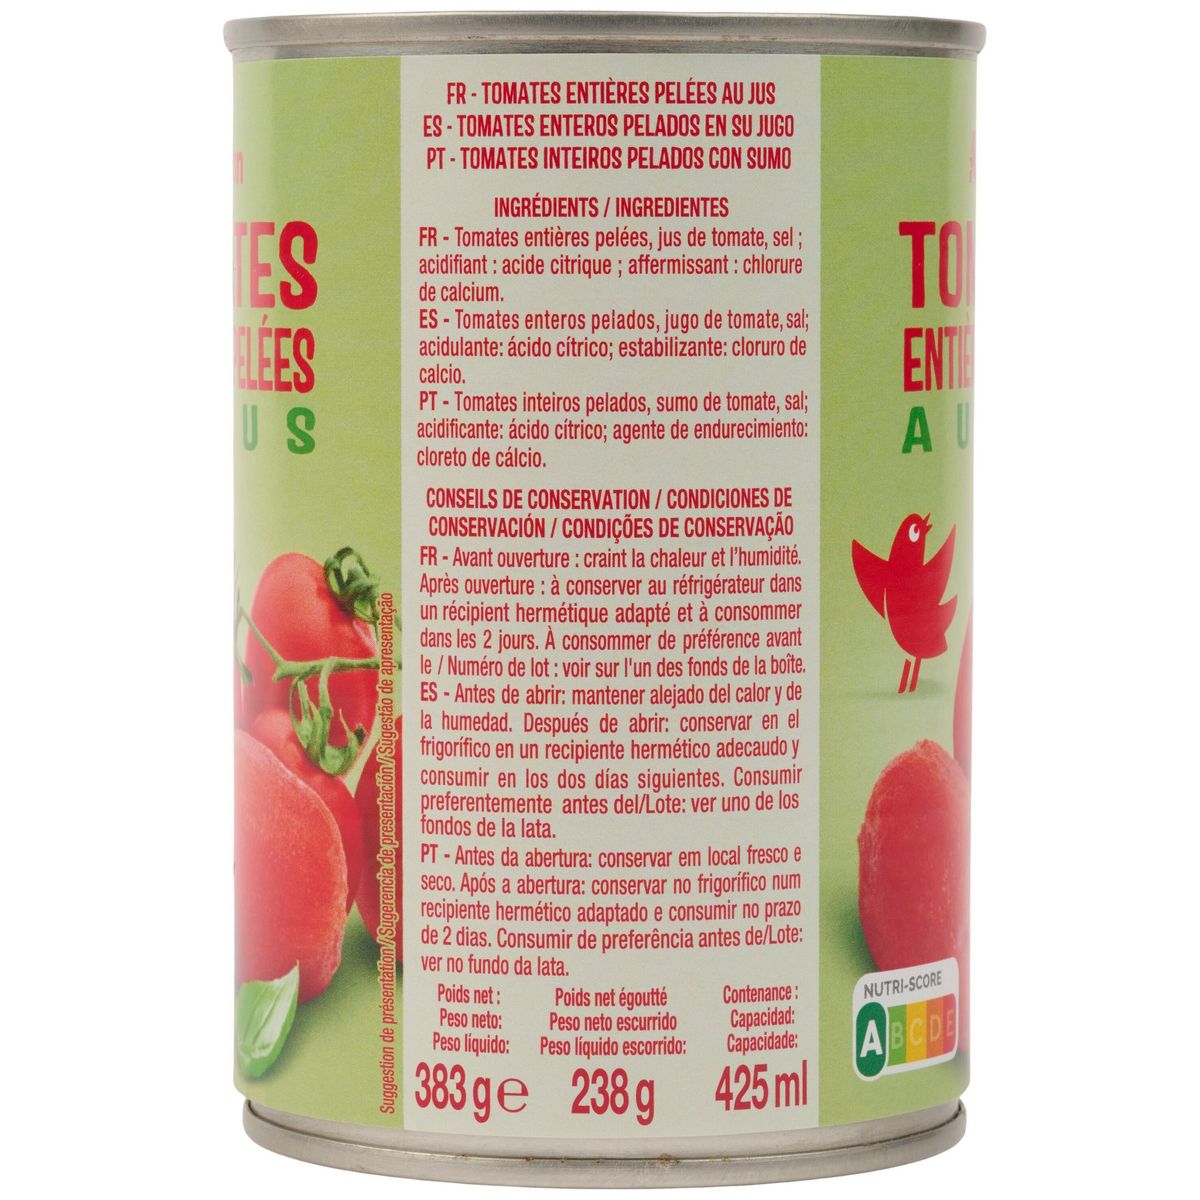 FR - TOMATES ENTIÈRES PELÉES AU JUS
ES - TOMATES ENTEROS PELADOS EN SU JUGO
PT - TOMATES INTEIROS PELADOS CON SUMO
INGRÉDIENTS / INGREDIENTES
FR - Tomates entières pelées, jus de tomate, sel ;
acidifiant : acide citrique ; affermissant : chlorure
de calcium.
ES - Tomates enteros pelados, jugo de tomate, sal;
acidulante: ácido cítrico; estabilizante: cloruro de
calcio.
PT - Tomates inteiros pelados, sumo de tomate, sal;
acidificante: ácido cítrico; agente de endurecimiento:
cloreto de cálcio.
CONSEILS DE CONSERVATION / CONDICIONES DE
CONSERVACIÓN / CONDIÇÕES DE CONSERVAÇÃO
FR - Avant ouverture : craint la chaleur et l'humidité.
Après ouverture : à conserver au réfrigérateur dans
un récipient hermétique adapté et à consommer
dans les 2 jours. À consommer de préférence avant
le / Numéro de lot : voir sur l'un des fonds de la boîte.
ES - Antes de abrir: mantener alejado del calor y de
la humedad. Después de abrir: conservar en el
frigorífico en un recipiente hermético adecaudo y
consumir en los dos días siguientes. Consumir
preferentemente antes del/Lote: ver uno de los
fondos de la lata.
PT - Antes da abertura: conservar em local fresco e
seco. Após a abertura: conservar no frigorífico num
recipiente hermético adaptado e consumir no prazo
de 2 dias. Consumir de preferência antes de/Lote:
ver no fundo da lata.
Poids net : Poids net égoutté Contenance :
Peso neto: Peso neto escurrido Capacidad:
Peso líquido: Peso líquido escorrido: Capacidade:
383 g e 238 g 425 ml
Suggestion de présentation/Sugerencia de presentación/Sugestão de apresentação
TES
PELÉES
US
TO
ENTIÈ
AU
NUTRI-SCORE
A B C D E